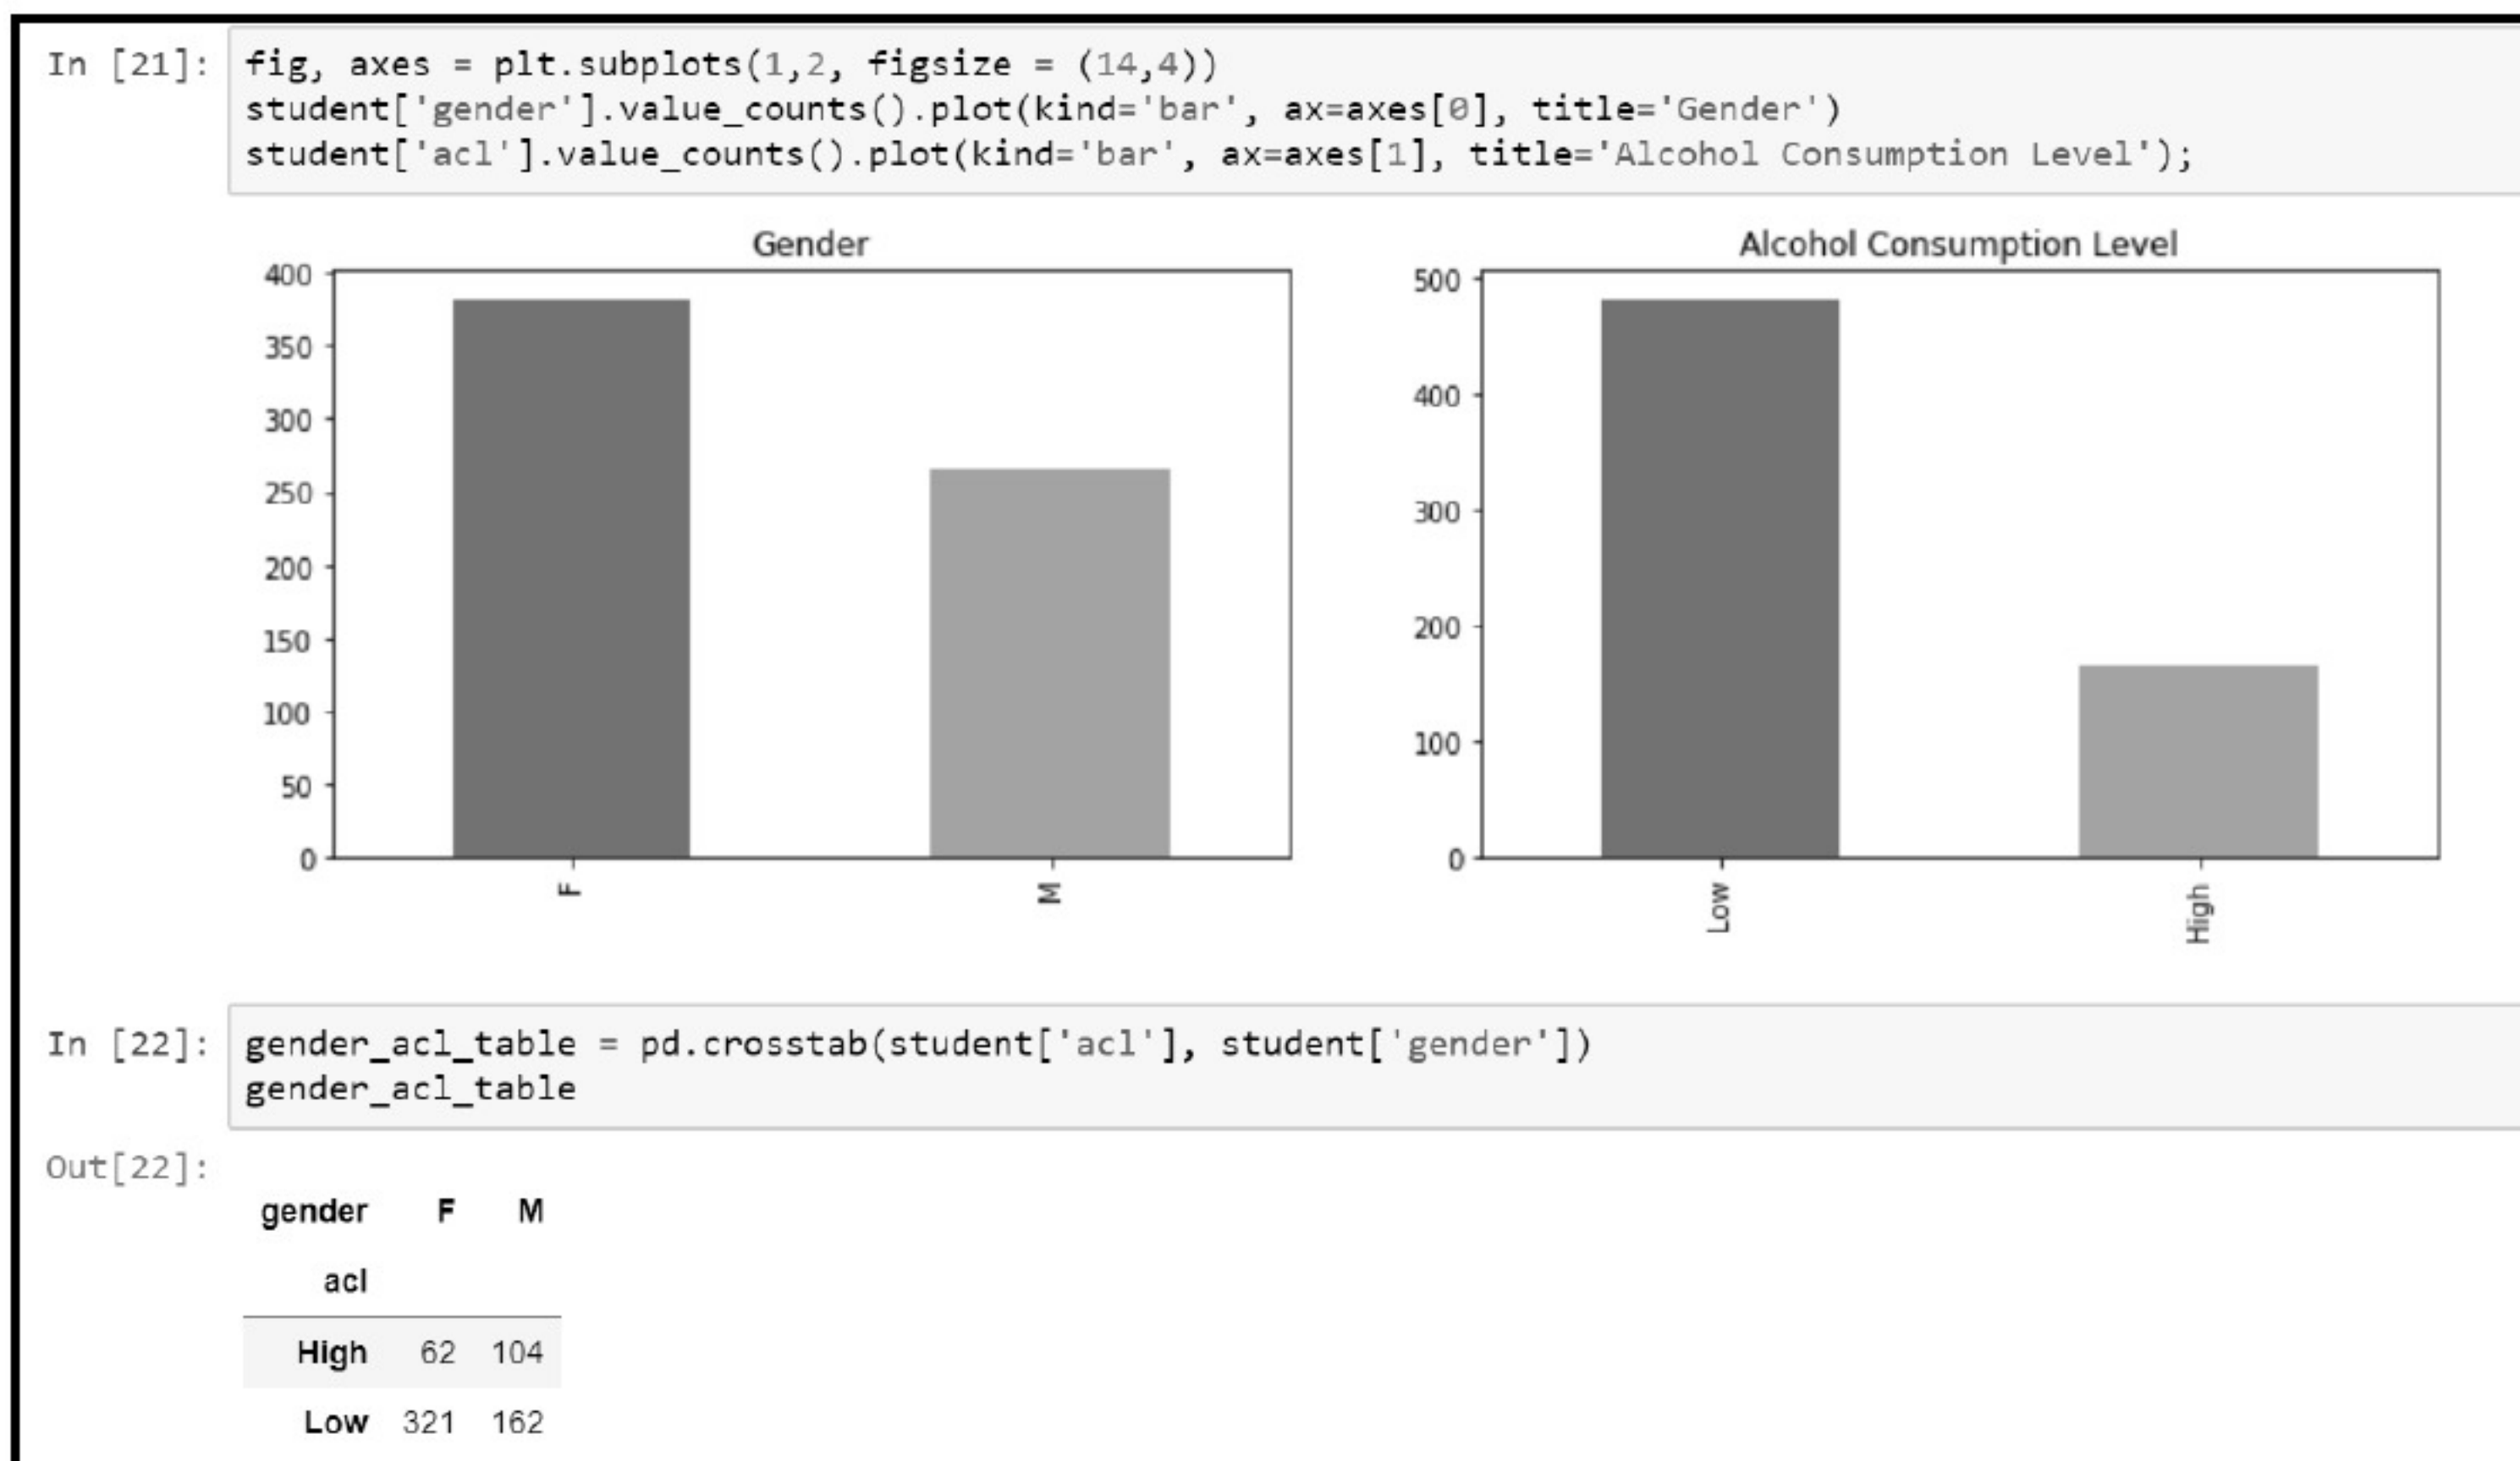 In [21]: fig, axes = plt.subplots(1,2, figsize = (14,4))
student['gender'].value_counts().plot(kind='bar', ax=axes[0], title='Gender')
student['acl'].value_counts().plot(kind='bar', ax=axes[1], title='Alcohol Consumption Level');
Gender
400
350
300
250
200
150
100
50
0
F
M
Alcohol Consumption Level
500
400
300
200
100
0
Low
High
In [22]: gender_acl_table = pd.crosstab(student['acl'], student['gender'])
gender_acl_table
Out[22]:
gender F M
acl
High 62 104
Low 321 162